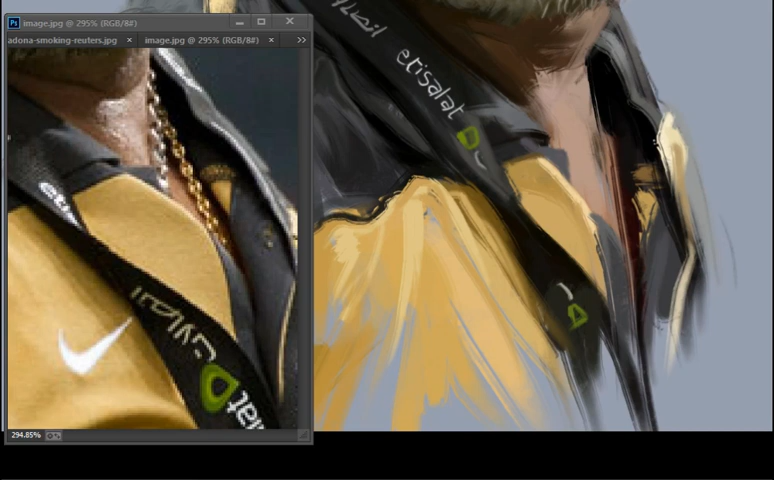 image.jpg @ 295% (RGB/8#)
adona-smoking-reuters.jpg × image.jpg @ 295% (RGB/8#) × >>
etisalat
294.85%